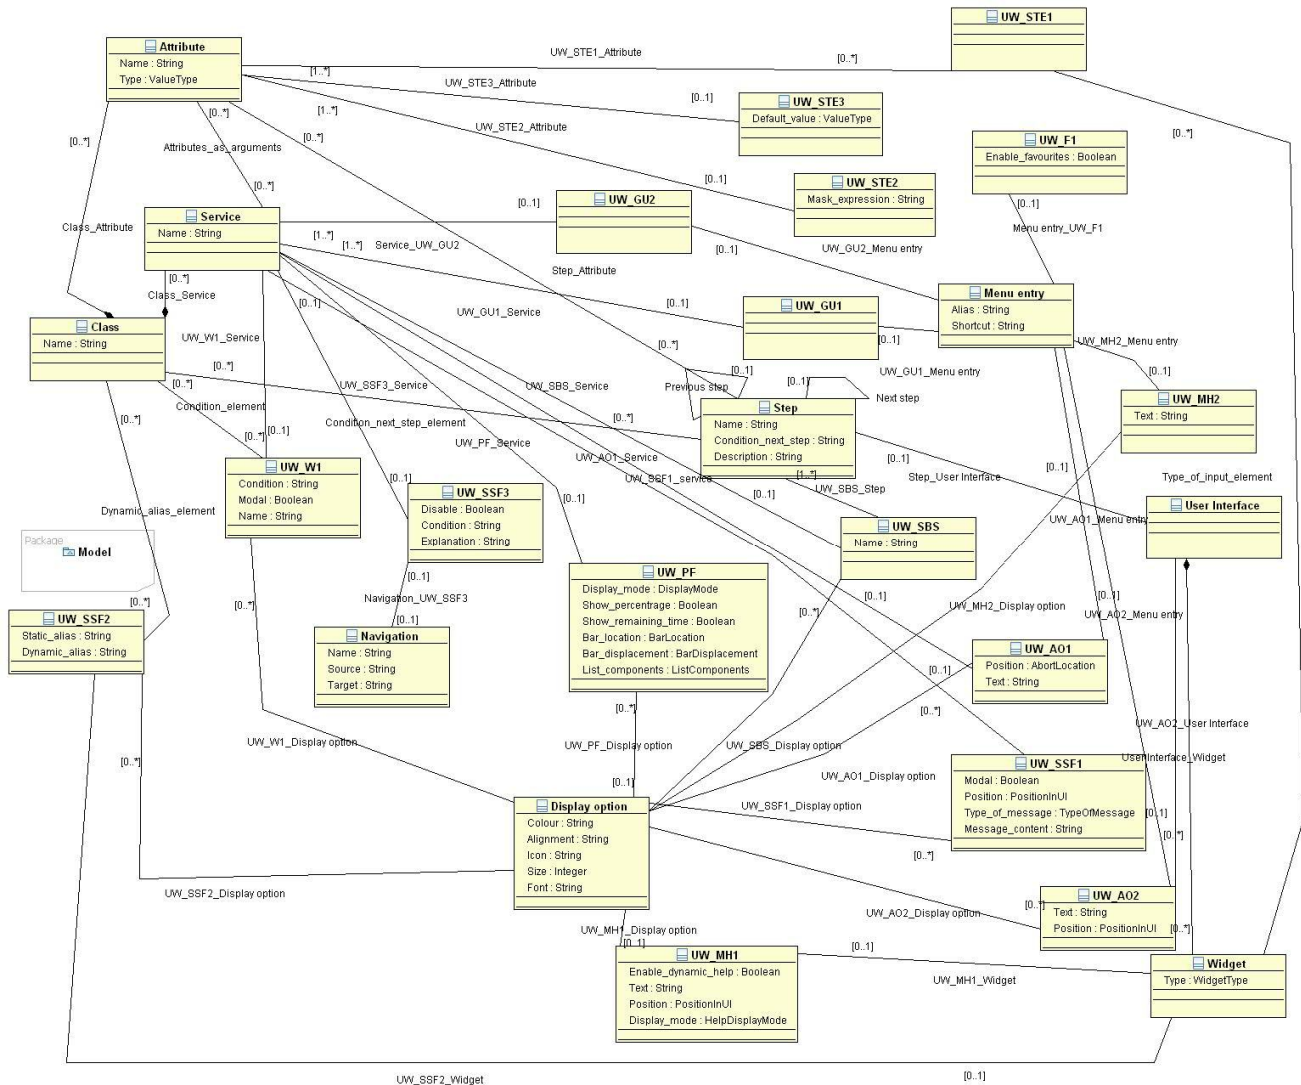 UW_STE1
Attribute
Name : String
Type : ValueType
UW_STE1_Attribute
[0..*]
[1..*]
UW_STE3_Attribute
[0..1]
UW_STE3
Default_value : ValueType
[0..*]
[1..*]
UW_STE2_Attribute
[0..*]
[0..*]
UW_F1
Enable_favourites : Boolean
[0..*]
Attributes_as_arguments
[0..1]
UW_STE2
Mask_expression : String
[0..*]
[0..1]
UW_GU2
[0..1]
Service
Name : String
Class_Attribute
[1..*]
[1..*]
Service_UW_GU2
Menu entry_UW_F1
UW_GU2_Menu entry
[0..1]
Step_Attribute
[0..*]
[0..1]
Class_Service
Menu entry
Alias : String
Shortcut : String
[0..1]
UW_GU1
UW_GU1_Service
Class
Name : String
UW_W1_Service
[0..1]
UW_MH2_Menu entry
[0..*]
[0..*]
[0..*]
UW_SSF3_Service
UW_SBS_Service
Previous step
[0..1]
UW_GU1_Menu entry
[0..1]
Next step
Condition_element
UW_MH2
Text : String
Step
Name : String
Condition_next_step : String
Description : String
[0..*]
Condition_next_step_element
[0..*]
[0..*]
[0..1]
UW_PF_Service
UW_AO1_Service
UW_SSF1_service
[0..1]
[0..1]
UW_W1
Condition : String
Modal : Boolean
Name : String
[0..1]
[1..*]
Step_User Interface
Type_of_input_element
UW_SSF3
Disable : Boolean
Condition : String
Explanation : String
[0..1]
[0..1]
UW_SBS_Step
User Interface
Dynamic_alias_element
UW_AO1_Menu entry
UW_SBS
Name : String
Package
Model
[0..1]
UW_PF
Display_mode : DisplayMode
Show_percentage : Boolean
Show_remaining_time : Boolean
Bar_location : BarLocation
Bar_displacement : BarDisplacement
List_components : ListComponents
Navigation_UW_SSF3
[0..1]
[0..*]
[0..*]
[0..*]
UW_MH2_Display option
[0..1]
UW_AO2_Menu entry
UW_SSF2
Static_alias : String
Dynamic_alias : String
Navigation
Name : String
Source : String
Target : String
UW_AO1
Position : AbortLocation
Text : String
[0..1]
[0..*]
[0..*]
UW_AO2_User Interface
UW_W1_Display option
UW_PF_Display option
UW_SBS_Display option
UserInterface_Widget
[0..*]
UW_SSF1
Modal : Boolean
Position : PositionInUI
Type_of_message : TypeOfMessage
Message_content : String
UW_AO1_Display option
[0..1]
Display option
Colour : String
Alignment : String
Icon : String
Size : Integer
Font : String
UW_SSF1_Display option
[0..1]
[0..*]
[0..*]
UW_SSF2_Display option
UW_AO2
Text : String
Position : PositionInUI
[0..*]
UW_AO2_Display option
[0..*]
UW_MH1_Display option
[0..1]
[0..1]
UW_MH1
Enable_dynamic_help : Boolean
Text : String
Position : PositionInUI
Display_mode : HelpDisplayMode
UW_MH1_Widget
Widget
Type : WidgetType
UW_SSF2_Widget
[0..1]